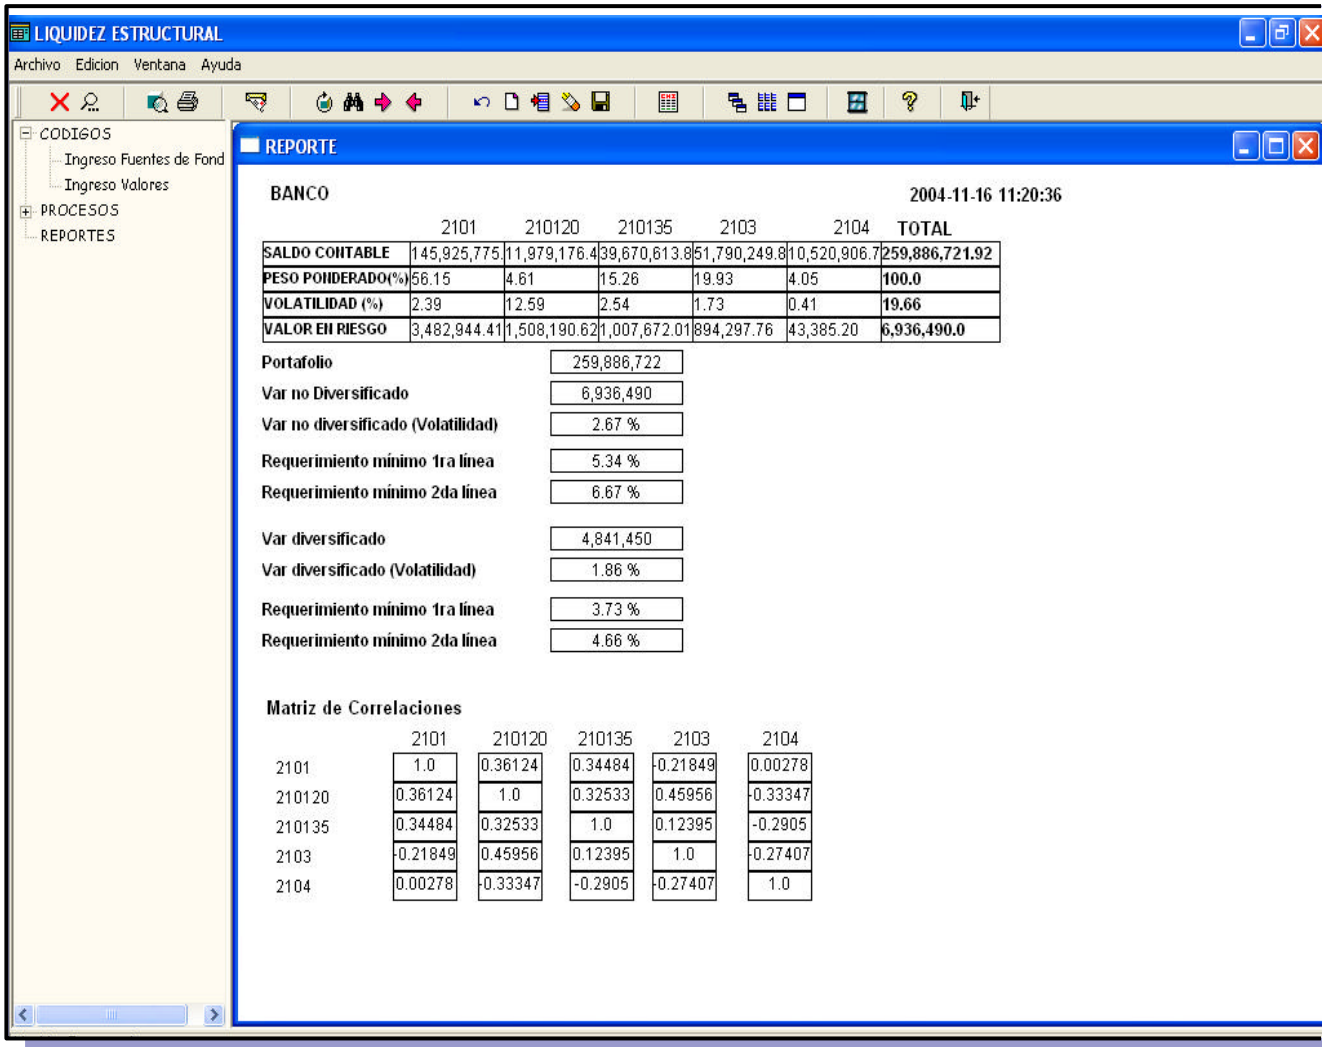 LIQUIDEZ ESTRUCTURAL
Archivo Edicion Ventana Ayuda
CODIGOS
Ingreso Fuentes de Fond
Ingreso Valores
PROCESOS
REPORTES
REPORTE
BANCO 2004-11-16 11:20:36
2101 210120 210135 2103 2104 TOTAL
SALDO CONTABLE 145,925,775. 11,979,176.4 39,670,613.8 51,790,249.8 10,520,906.7 259,886,721.92
PESO PONDERADO(%) 56.15 4.61 15.26 19.93 4.05 100.0
VOLATILIDAD (%) 2.39 12.59 2.54 1.73 0.41 19.66
VALOR EN RIESGO 3,482,944.41 1,508,190.62 1,007,672.01 894,297.76 43,385.20 6,936,490.0
Portafolio 259,886,722
Var no Diversificado 6,936,490
Var no diversificado (Volatilidad) 2.67 %
Requerimiento mínimo 1ra línea 5.34 %
Requerimiento mínimo 2da línea 6.67 %
Var diversificado 4,841,450
Var diversificado (Volatilidad) 1.86 %
Requerimiento mínimo 1ra línea 3.73 %
Requerimiento mínimo 2da línea 4.66 %
Matriz de Correlaciones
2101 210120 210135 2103 2104
2101 1.0 0.36124 0.34484 -0.21849 0.00278
210120 0.36124 1.0 0.32533 0.45956 -0.33347
210135 0.34484 0.32533 1.0 0.12395 -0.2905
2103 -0.21849 0.45956 0.12395 1.0 -0.27407
2104 0.00278 -0.33347 -0.2905 -0.27407 1.0